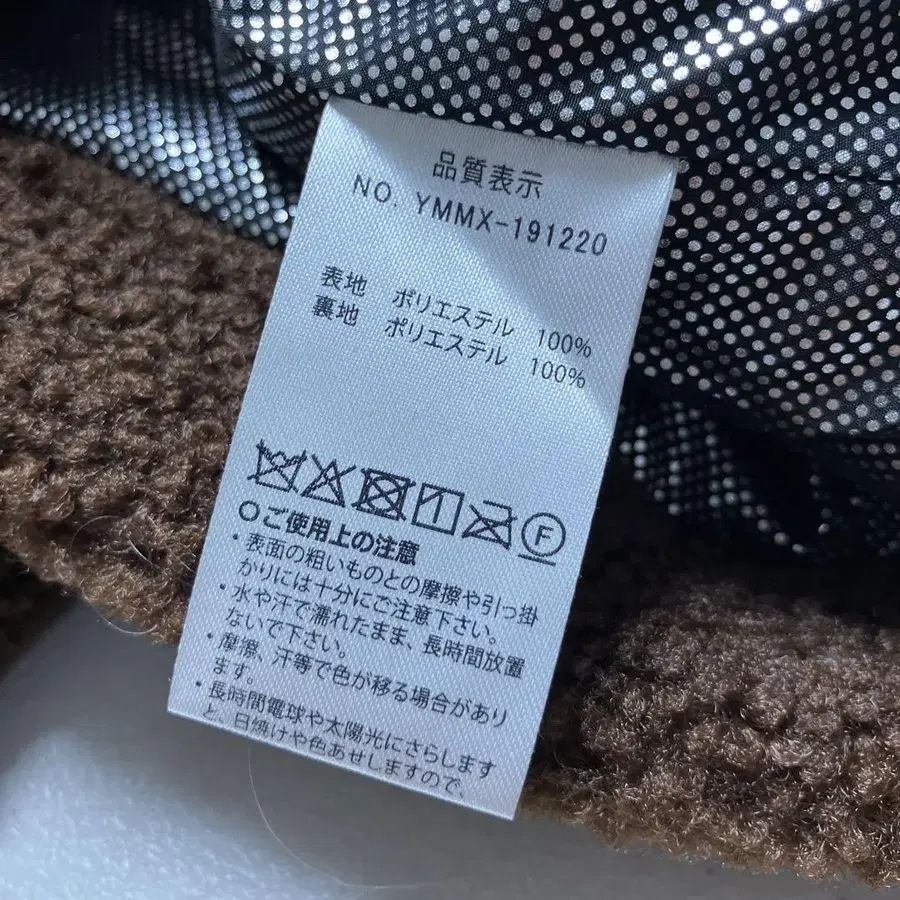 品質表示
NO. YMMX-191220
表地 ポリエステル 100%
裏地 ポリエステル 100%
F
○ご使用上の注意
・表面の粗いものとの摩擦や引っ掛
かりには十分にご注意下さい。
・水や汗で濡れたまま、長時間放置
ないで下さい。
・摩擦、汗等で色が移る場合があり
ます。
・長時間電球や太陽光にさらします
と、日焼けや色あせしますので、